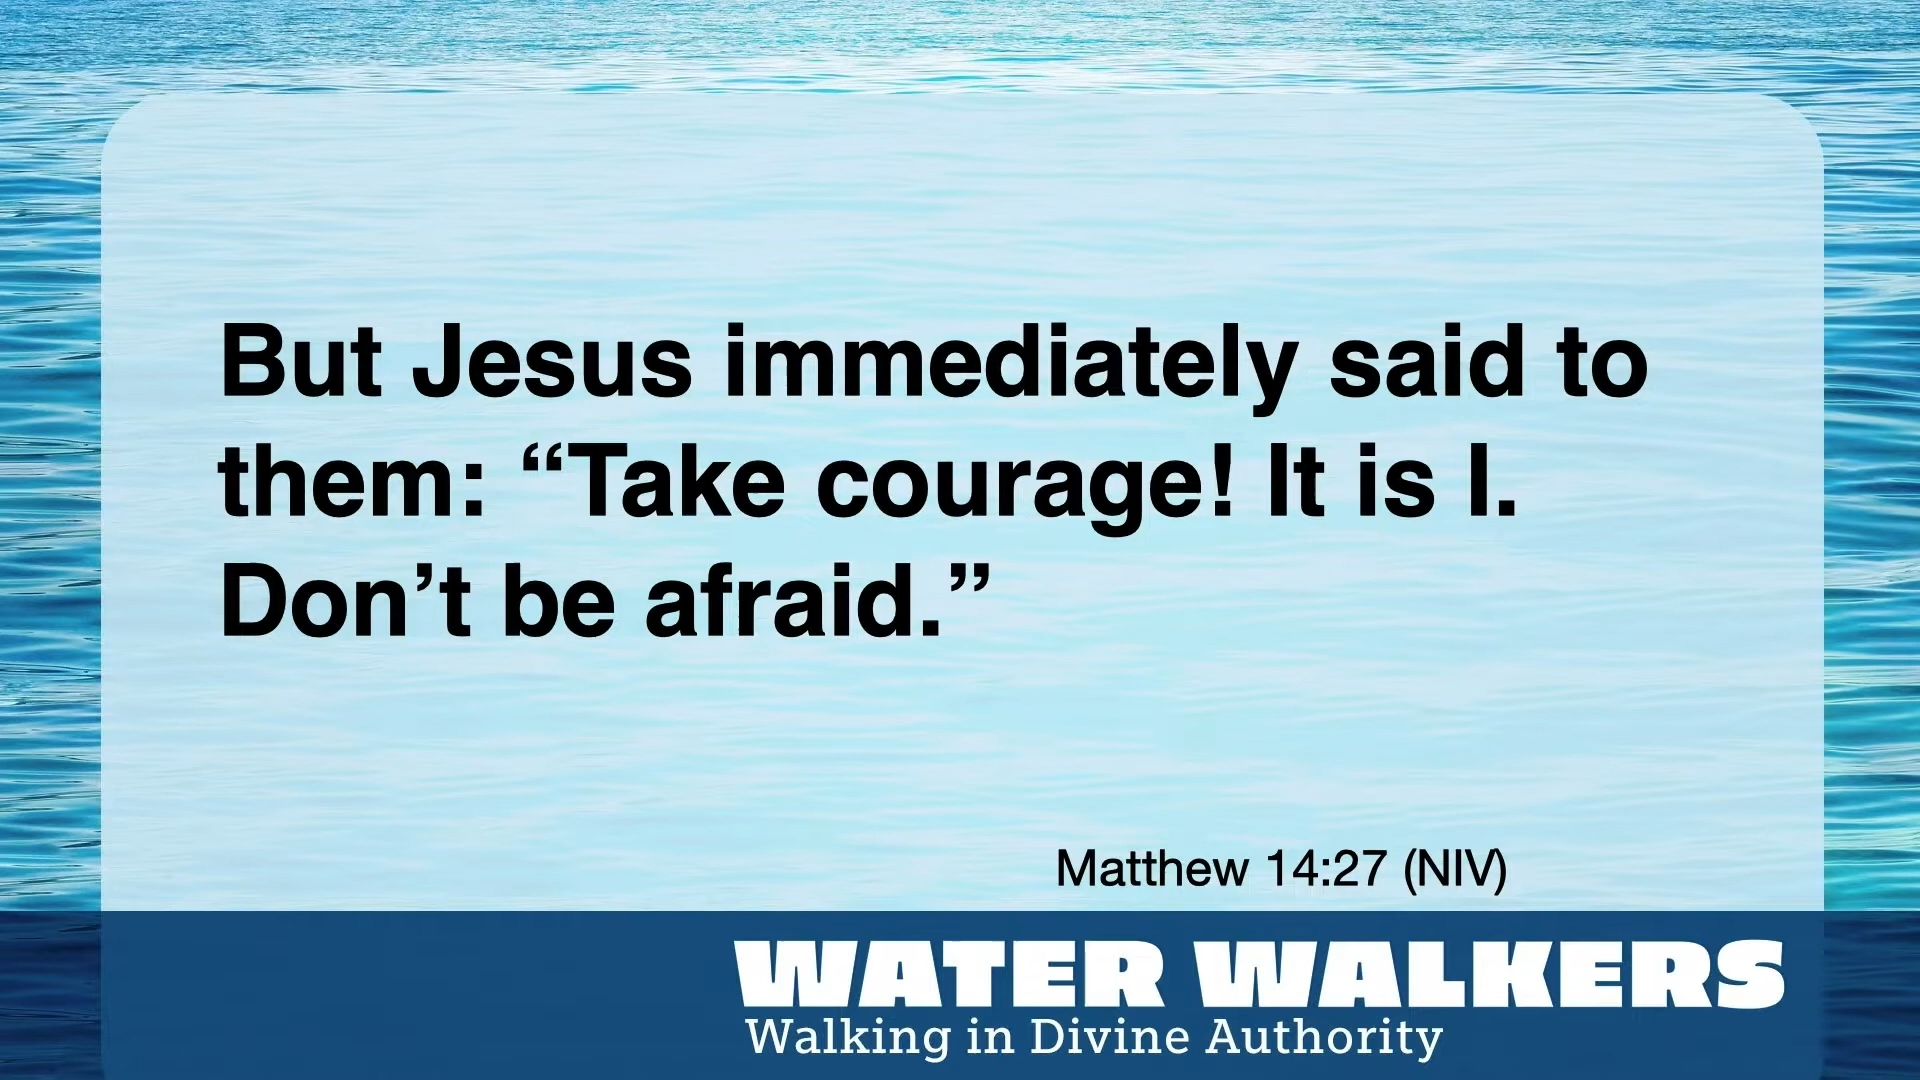 But Jesus immediately said to
them: “Take courage! It is I.
Don’t be afraid.”
Matthew 14:27 (NIV)
WATER WALKERS
Walking in Divine Authority